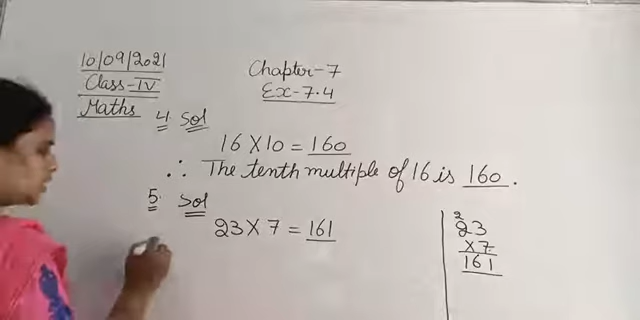 10/09/2021
Class-IV
Maths
Chapter-7
Ex-7.4
4. Sol
16 X 10 = 160
∴ The tenth multiple of 16 is 160.
5. Sol
23 X 7 = 161
2
23
X 7
161